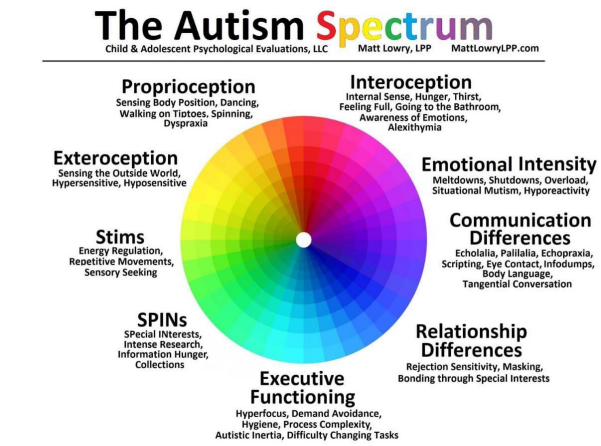 The Autism Spectrum
Child & Adolescent Psychological Evaluations, LLC Matt Lowry, LPP MattLowryLPP.com
Proprioception
Sensing Body Position, Dancing,
Walking on Tiptoes, Spinning,
Dyspraxia
Interoception
Internal Sense, Hunger, Thirst,
Feeling Full, Going to the Bathroom,
Awareness of Emotions,
Alexithymia
Exteroception
Sensing the Outside World,
Hypersensitive, Hyposensitive
Emotional Intensity
Meltdowns, Shutdowns, Overload,
Situational Mutism, Hyporeactivity
Stims
Energy Regulation,
Repetitive Movements,
Sensory Seeking
Communication
Differences
Echolalia, Palilalia, Echopraxia,
Scripting, Eye Contact, Infodumps,
Body Language,
Tangential Conversation
SPINs
SPecial INterests,
Intense Research,
Information Hunger,
Collections
Relationship
Differences
Rejection Sensitivity, Masking,
Bonding through Special Interests
Executive
Functioning
Hyperfocus, Demand Avoidance,
Hygiene, Process Complexity,
Autistic Inertia, Difficulty Changing Tasks